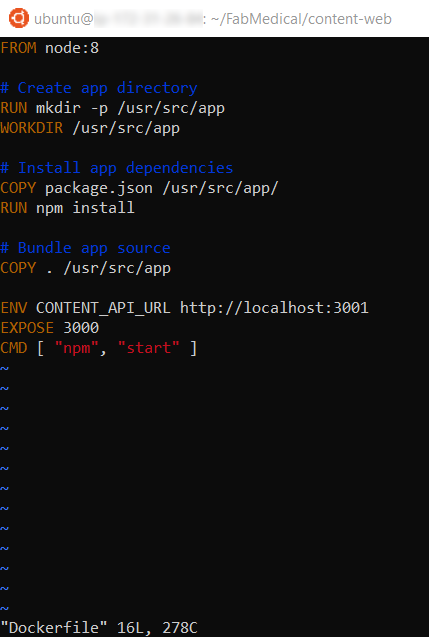 ubuntu@ : ~/FabMedical/content-web
FROM node:8
# Create app directory
RUN mkdir -p /usr/src/app
WORKDIR /usr/src/app
# Install app dependencies
COPY package.json /usr/src/app/
RUN npm install
# Bundle app source
COPY . /usr/src/app
ENV CONTENT_API_URL http://localhost:3001
EXPOSE 3000
CMD [ "npm", "start" ]
~
~
~
~
~
~
~
~
~
~
~
~
~
"Dockerfile" 16L, 278C